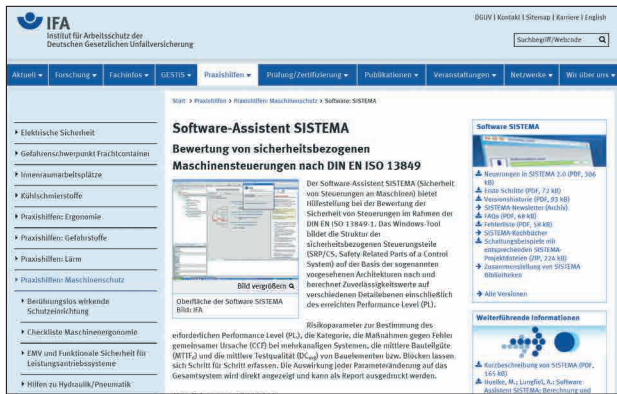 IFA
Institut für Arbeitsschutz der
Deutschen Gesetzlichen Unfallversicherung
DGUV | Kontakt | Sitemap | Karriere | English
Suchbegriff/Webcode
Aktuell
Forschung
Fachinfos
GESTIS
Praxishilfen
Prüfung/Zertifizierung
Publikationen
Veranstaltungen
Netzwerke
Wir über uns
Start > Praxishilfen > Praxishilfen: Maschinenschutz > Software: SISTEMA
Elektrische Sicherheit
Gefahrenschwerpunkt Frachtcontainer
Innenraumarbeitsplätze
Kühlschmierstoffe
Praxishilfen: Ergonomie
Praxishilfen: Gefahrstoffe
Praxishilfen: Lärm
Praxishilfen: Maschinenschutz
Berührungslos wirkende
Schutzeinrichtung
Checkliste Maschinenergonomie
EMV und Funktionale Sicherheit für
Leistungsantriebssysteme
Hilfen zu Hydraulik/Pneumatik
Software-Assistent SISTEMA
Bewertung von sicherheitsbezogenen
Maschinensteuerungen nach DIN EN ISO 13849
Bild vergrößern
Oberfläche der Software SISTEMA
Bild: IFA
Der Software-Assistent SISTEMA (Sicherheit
von Steuerungen an Maschinen) bietet
Hilfestellung bei der Bewertung der
Sicherheit von Steuerungen im Rahmen der
DIN EN ISO 13849-1. Das Windows-Tool
bildet die Struktur der
sicherheitsbezogenen Steuerungsteile
(SRP/CS, Safety-Related Parts of a Control
System) auf der Basis der sogenannten
vorgesehenen Architekturen nach und
berechnet Zuverlässigkeitswerte auf
verschiedenen Detailebenen einschließlich
des erreichten Performance Level (PL).
Risikoparameter zur Bestimmung des
erforderlichen Performance Level (PLr), die Kategorie, die Maßnahmen gegen Fehler
gemeinsamer Ursache (CCF) bei mehrkanaligen Systemen, die mittlere Bauteilgüte
(MTTFd) und die mittlere Testqualität (DCavg) von Bauelementen bzw. Blöcken lassen
sich Schritt für Schritt erfassen. Die Auswirkung jeder Parameteränderung auf das
Gesamtsystem wird direkt angezeigt und kann als Report ausgedruckt werden.
Software SISTEMA
Neuerungen in SISTEMA 2.0 (PDF, 306
kB)
Erste Schritte (PDF, 72 kB)
Versionshistorie (PDF, 93 kB)
SISTEMA-Newsletter (Archiv)
FAQs (PDF, 68 kB)
Fehlerliste (PDF, 58 kB)
SISTEMA-Kochbücher
Schaltungsbeispiele mit
entsprechenden SISTEMA-
Projektdateien (ZIP, 224 kB)
Zusammenstellung von SISTEMA
Bibliotheken
Alle Versionen
Weiterführende Informationen
Kurzbeschreibung von SISTEMA (PDF,
165 kB)
Huelke, M.; Lungfiel, A.: Software-
Assistent SISTEMA: Berechnung und